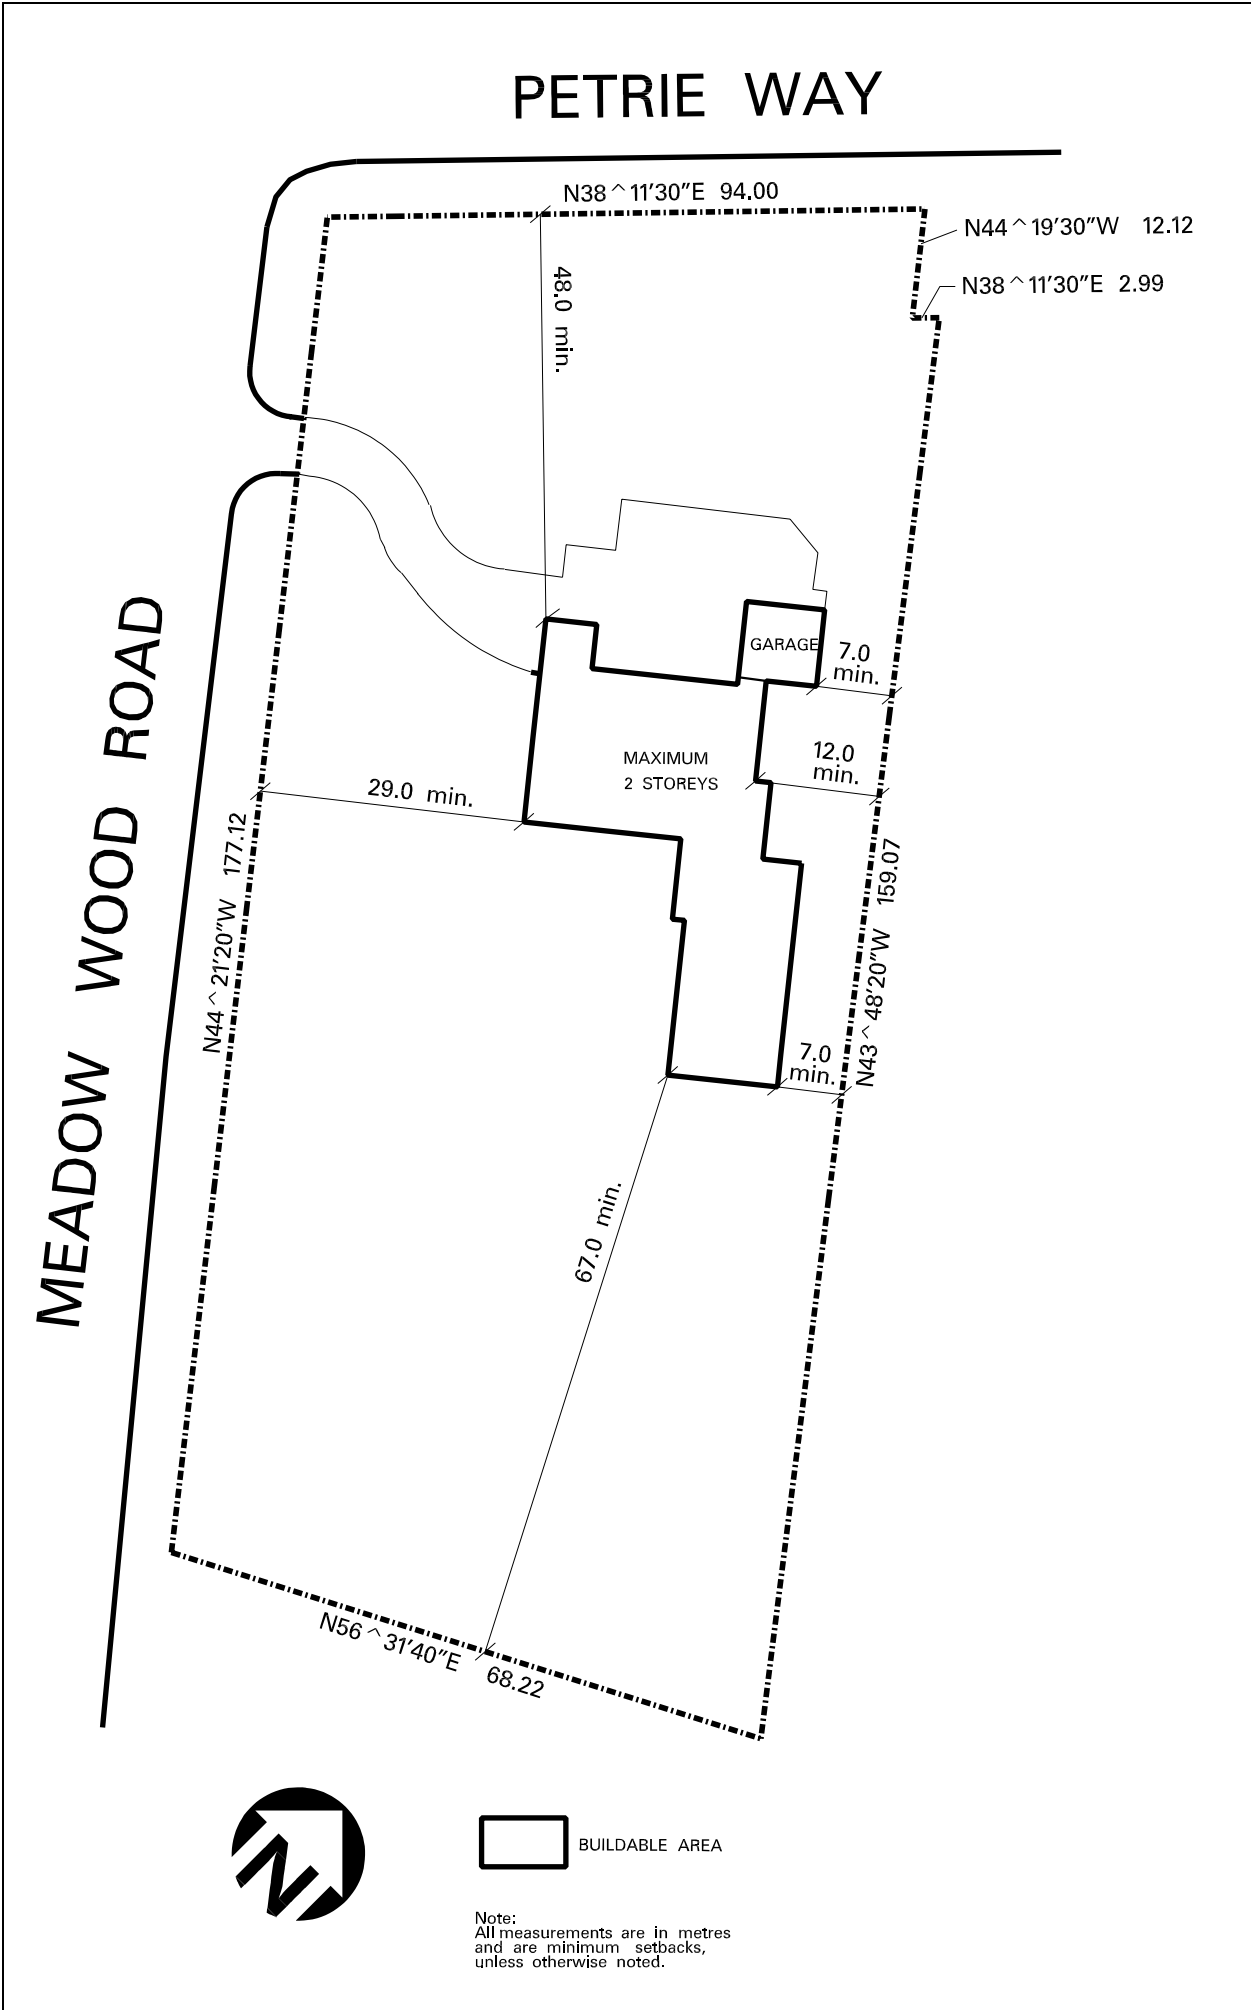 PETRIE WAY
N38^11'30"E 94.00
N44^19'30"W 12.12
N38^11'30"E 2.99
48.0 min.
GARAGE
7.0
min.
MAXIMUM
2 STOREYS
12.0
min.
29.0 min.
MEADOW WOOD ROAD
N44^21'20"W 177.12
N43^48'20"W 159.07
7.0
min.
67.0 min.
N56^31'40"E 68.22
N
BUILDABLE AREA
Note:
All measurements are in metres
and are minimum setbacks,
unless otherwise noted.